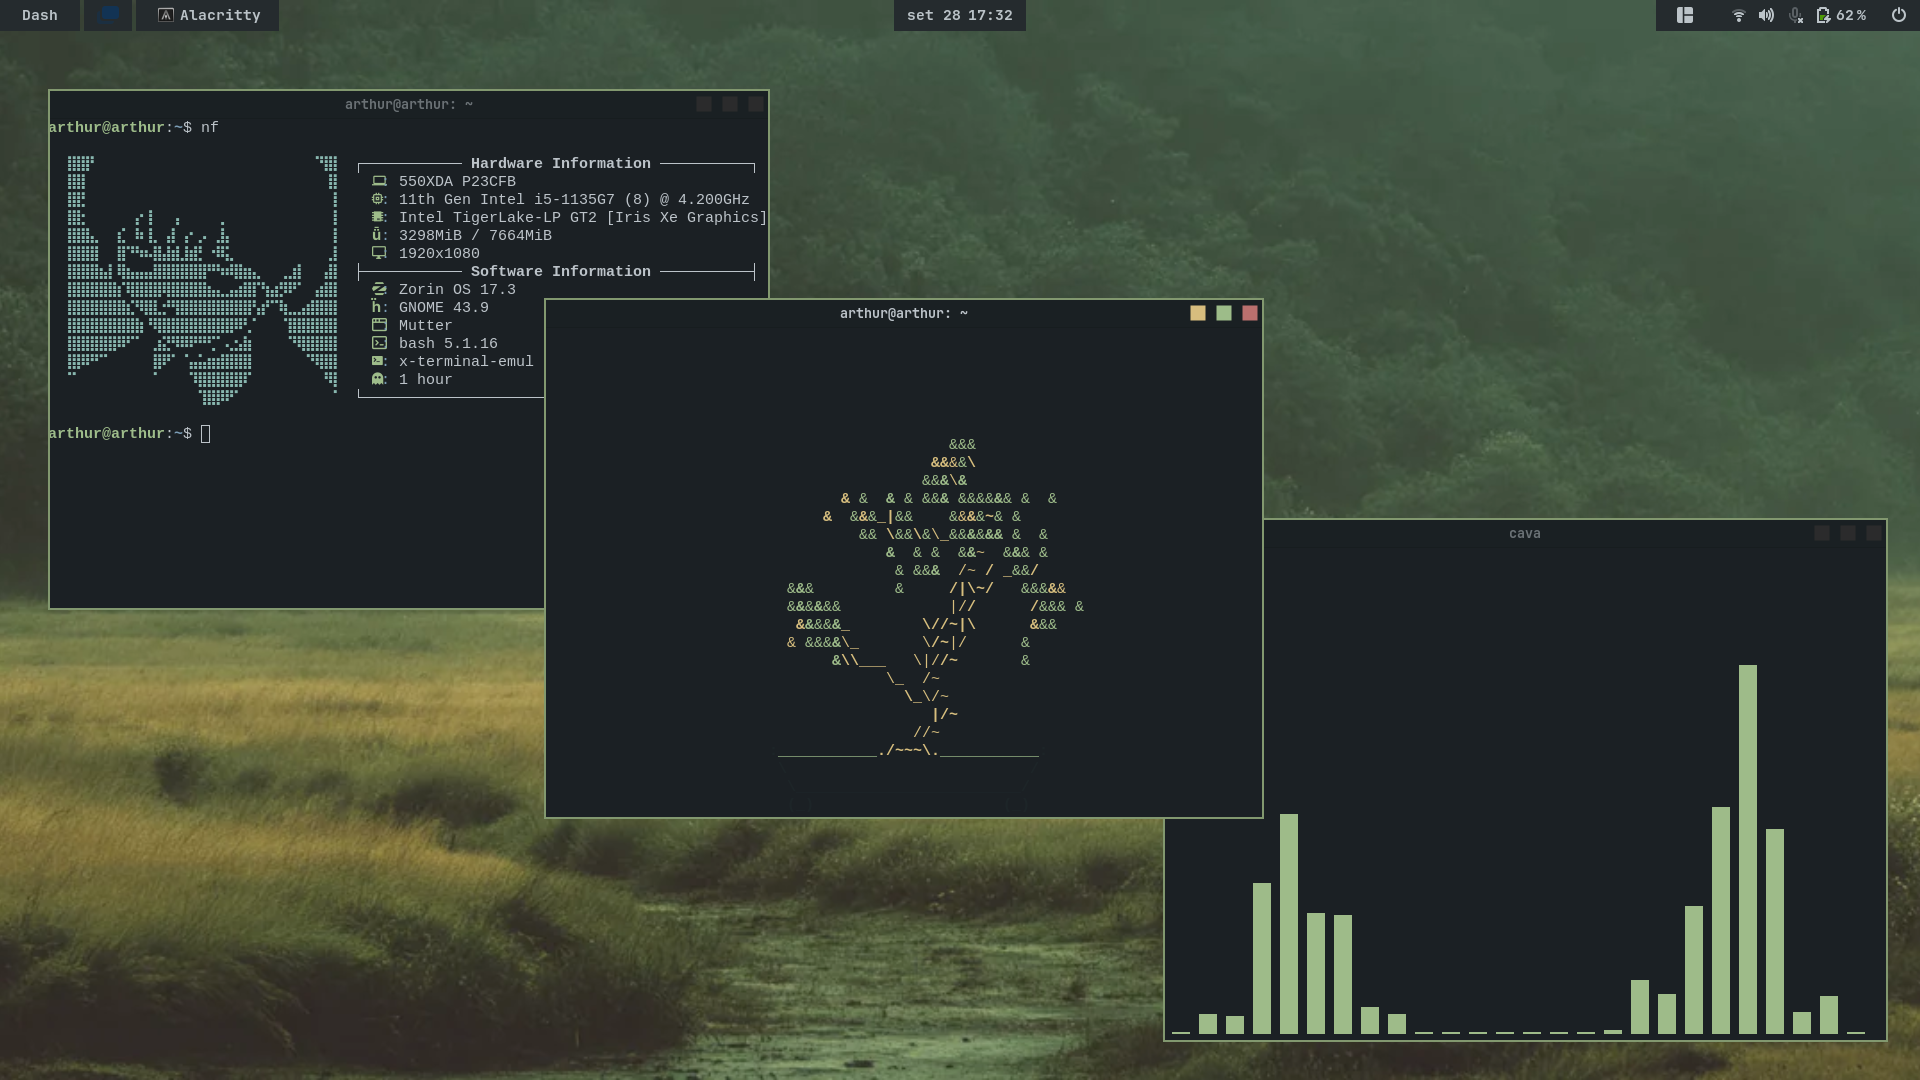 Dash
Alacritty
set 28 17:32
62%
arthur@arthur: ~
arthur@arthur:~$ nf
Hardware Information
550XDA P23CFB
: 11th Gen Intel i5-1135G7 (8) @ 4.200GHz
: Intel TigerLake-LP GT2 [Iris Xe Graphics]
: 3298MiB / 7664MiB
1920x1080
Software Information
Zorin OS 17.3
: GNOME 43.9
Mutter
bash 5.1.16
: x-terminal-emul
: 1 hour
arthur@arthur:~$
arthur@arthur: ~
cava